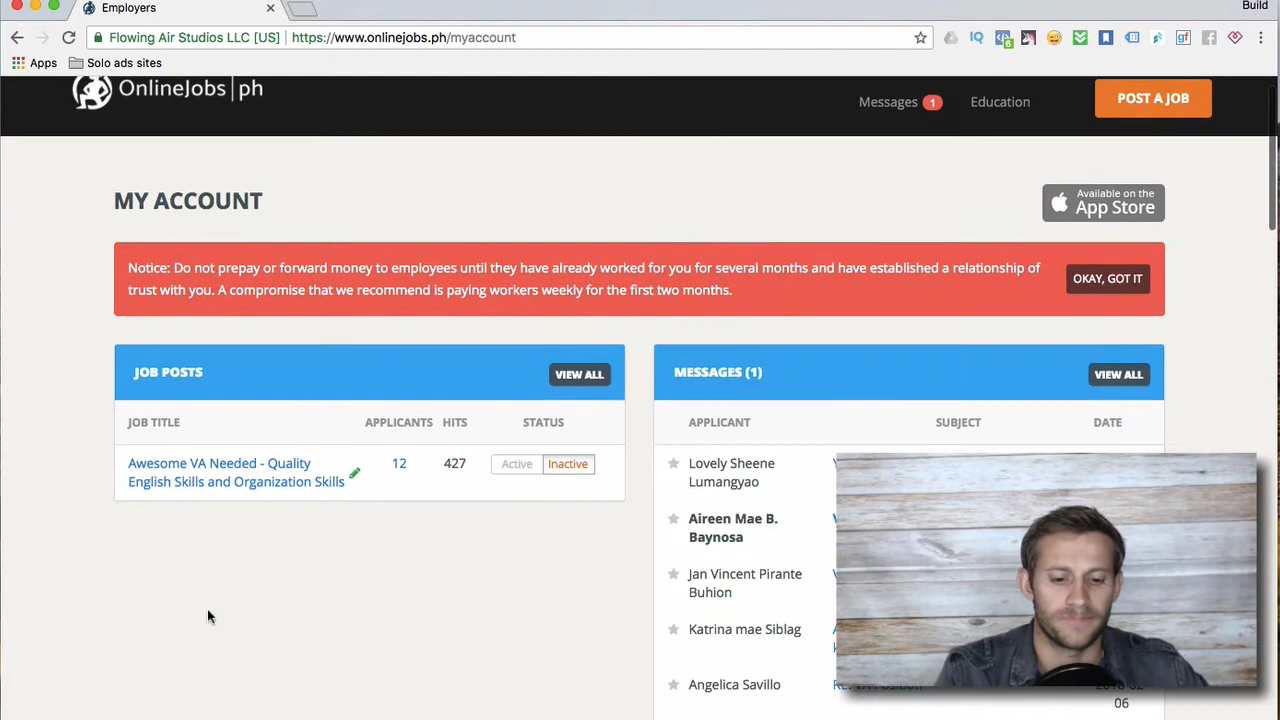 Employers
Build
Flowing Air Studios LLC [US] | https://www.onlinejobs.ph/myaccount
Apps Solo ads sites
OnlineJobs|ph
Messages 1 Education POST A JOB
MY ACCOUNT
Available on the
App Store
Notice: Do not prepay or forward money to employees until they have already worked for you for several months and have established a relationship of
trust with you. A compromise that we recommend is paying workers weekly for the first two months.
OKAY, GOT IT
JOB POSTS VIEW ALL
JOB TITLE APPLICANTS HITS STATUS
Awesome VA Needed - Quality
English Skills and Organization Skills
12 427 Active Inactive
MESSAGES (1) VIEW ALL
APPLICANT SUBJECT DATE
Lovely Sheene
Lumangyao
Aireen Mae B.
Baynosa
Jan Vincent Pirante
Buhion
Katrina mae Siblag
Angelica Savillo
06